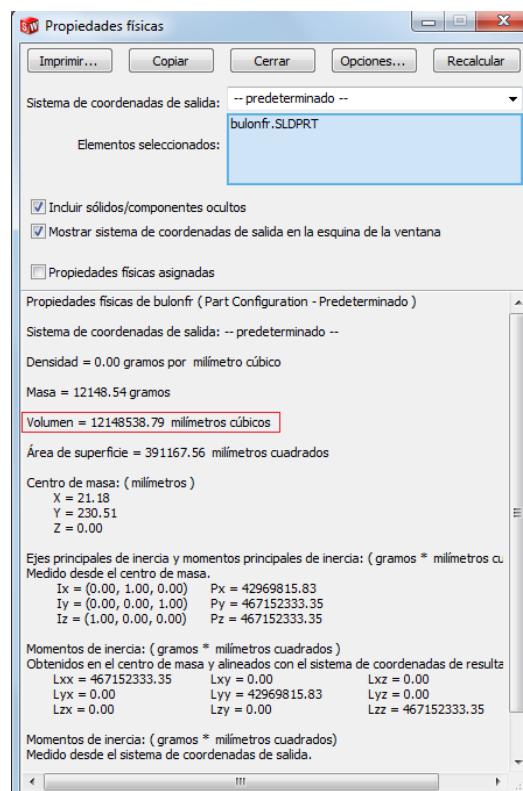 Propiedades físicas
Imprimir... Copiar Cerrar Opciones... Recalcular
Sistema de coordenadas de salida: -- predeterminado --
bulonfr.SLDPRT
Elementos seleccionados:
Incluir sólidos/componentes ocultos
Mostrar sistema de coordenadas de salida en la esquina de la ventana
Propiedades físicas asignadas
Propiedades físicas de bulonfr ( Part Configuration - Predeterminado )
Sistema de coordenadas de salida: -- predeterminado --
Densidad = 0.00 gramos por milímetro cúbico
Masa = 12148.54 gramos
Volumen = 12148538.79 milímetros cúbicos
Área de superficie = 391167.56 milímetros cuadrados
Centro de masa: ( milímetros )
X = 21.18
Y = 230.51
Z = 0.00
Ejes principales de inercia y momentos principales de inercia: ( gramos * milímetros cu
Medido desde el centro de masa.
Ix = (0.00, 1.00, 0.00) Px = 42969815.83
Iy = (0.00, 0.00, 1.00) Py = 467152333.35
Iz = (1.00, 0.00, 0.00) Pz = 467152333.35
Momentos de inercia: ( gramos * milímetros cuadrados )
Obtenidos en el centro de masa y alineados con el sistema de coordenadas de resulta
Lxx = 467152333.35 Lxy = 0.00 Lxz = 0.00
Lyx = 0.00 Lyy = 42969815.83 Lyz = 0.00
Lzx = 0.00 Lzy = 0.00 Lzz = 467152333.35
Momentos de inercia: ( gramos * milímetros cuadrados)
Medido desde el sistema de coordenadas de salida.